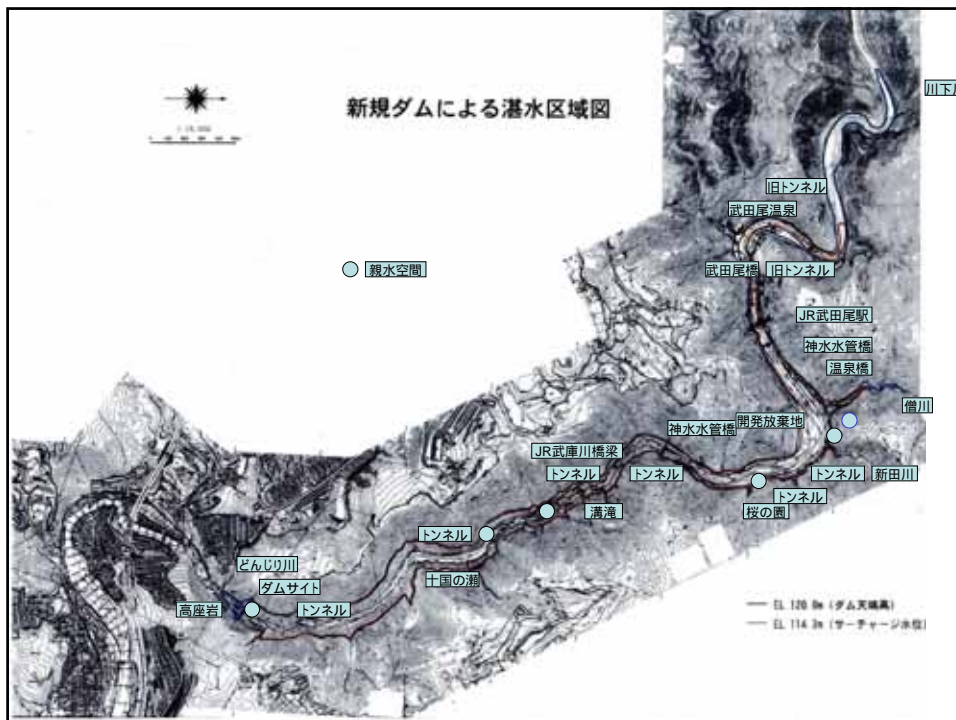 新規ダムによる湛水区域図
旧トンネル
武田尾温泉
武田尾橋
旧トンネル
親水空間
JR武田尾駅
神水水管橋
温泉橋
僧川
開発放棄地
神水水管橋
JR武庫川橋梁
トンネル
トンネル
トンネル
新田川
トンネル
桜の園
溝滝
トンネル
十国の瀬
どんじり川
ダムサイト
高座岩
トンネル
EL 120.0m (ダム天端高)
EL 114.3m (サーチャージ水位)